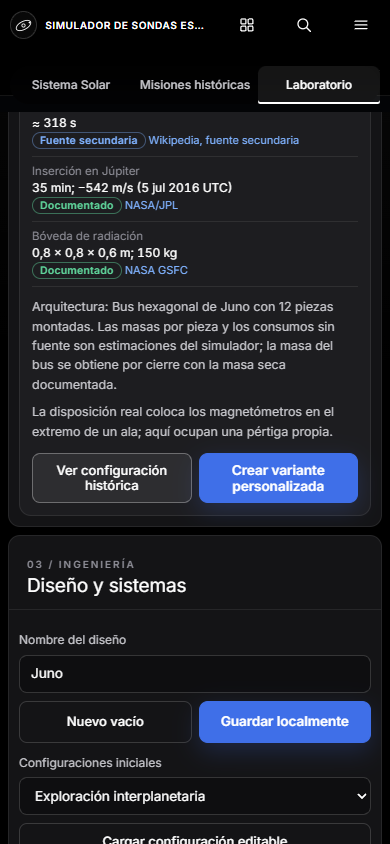 SIMULADOR DE SONDAS ES...
Sistema Solar
Misiones históricas
Laboratorio
≈ 318 s
Fuente secundaria Wikipedia, fuente secundaria
Inserción en Júpiter
35 min; −542 m/s (5 jul 2016 UTC)
Documentado NASA/JPL
Bóveda de radiación
0,8 × 0,8 × 0,6 m; 150 kg
Documentado NASA GSFC
Arquitectura: Bus hexagonal de Juno con 12 piezas
montadas. Las masas por pieza y los consumos sin
fuente son estimaciones del simulador; la masa del
bus se obtiene por cierre con la masa seca
documentada.
La disposición real coloca los magnetómetros en el
extremo de un ala; aquí ocupan una pértiga propia.
Ver configuración
histórica
Crear variante
personalizada
03 / INGENIERÍA
Diseño y sistemas
Nombre del diseño
Juno
Nuevo vacío
Guardar localmente
Configuraciones iniciales
Exploración interplanetaria
Cargar configuración editable